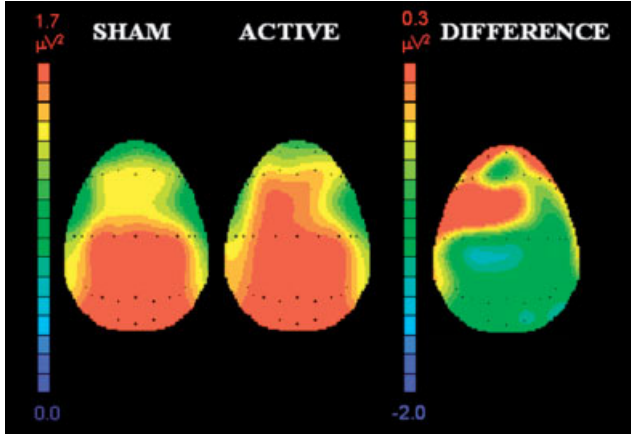 1.7
µV²
SHAM
ACTIVE
0.3
µV²
DIFFERENCE
0.0
-2.0